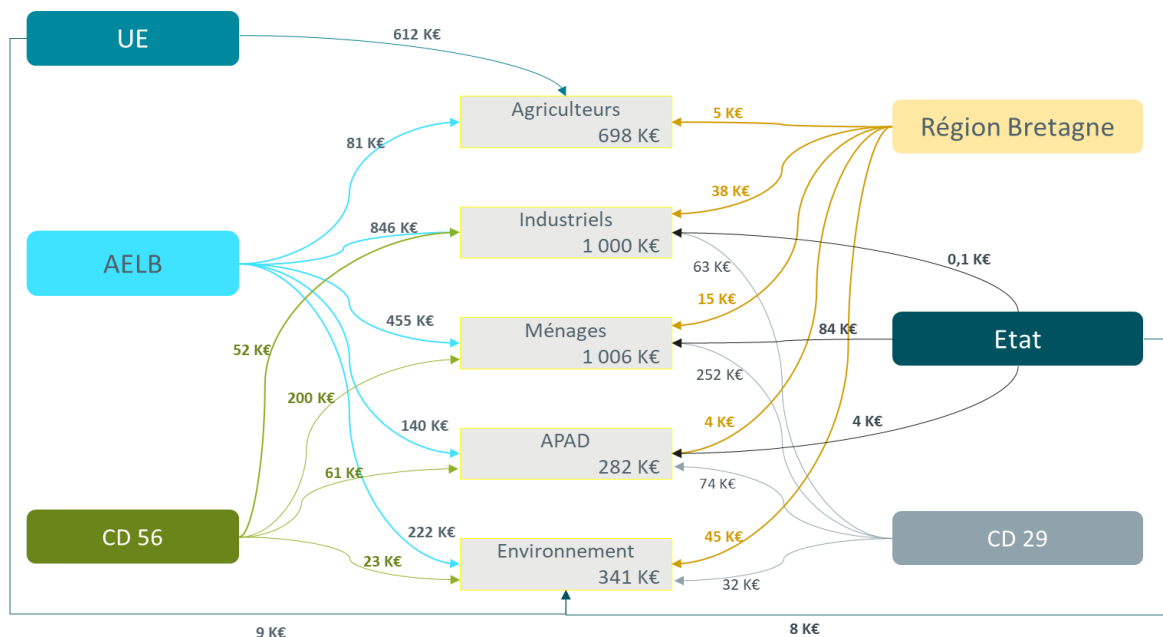 UE
612 K€
Agriculteurs
698 K€
5 K€
Région Bretagne
81 K€
38 K€
Industriels
1 000 K€
846 K€
AELB
63 K€
0,1 K€
15 K€
455 K€
Ménages
1 006 K€
84 K€
Etat
52 K€
252 K€
200 K€
140 K€
APAD
282 K€
4 K€
4 K€
61 K€
74 K€
CD 56
222 K€
23 K€
Environnement
341 K€
45 K€
32 K€
CD 29
9 K€
8 K€